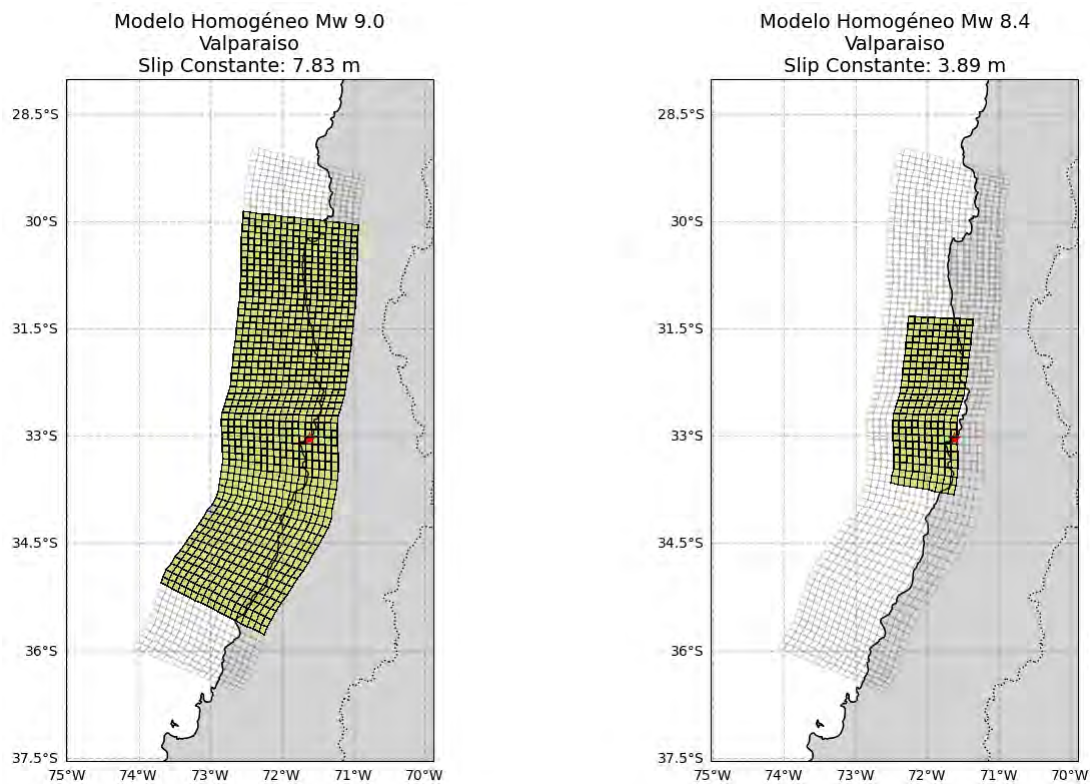 Modelo Homogéneo Mw 9.0
Valparaiso
Slip Constante: 7.83 m
28.5°S
30°S
31.5°S
33°S
34.5°S
36°S
37.5°S
75°W
74°W
73°W
72°W
71°W
70°W
Modelo Homogéneo Mw 8.4
Valparaiso
Slip Constante: 3.89 m
28.5°S
30°S
31.5°S
33°S
34.5°S
36°S
37.5°S
75°W
74°W
73°W
72°W
71°W
70°W